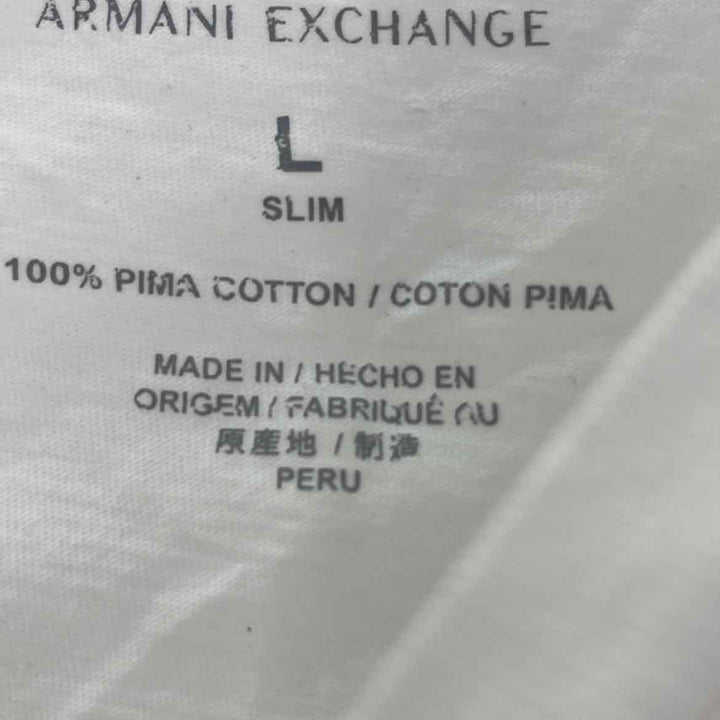 ARMANI EXCHANGE
L
SLIM
100% PIMA COTTON / COTON PIMA
MADE IN / HECHO EN
ORIGEM / FABRIQUÉ AU
原産地 / 制造
PERU